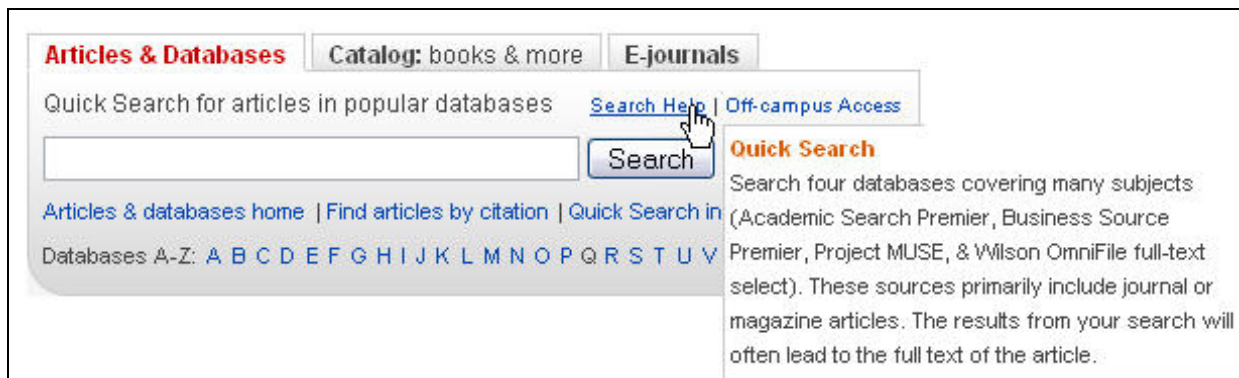 Articles & Databases Catalog: books & more E-journals
Quick Search for articles in popular databases Search Help | Off-campus Access
Search
Articles & databases home | Find articles by citation | Quick Search in
Databases A-Z: A B C D E F G H I J K L M N O P Q R S T U V
Quick Search
Search four databases covering many subjects
(Academic Search Premier, Business Source
Premier, Project MUSE, & Wilson OmniFile full-text
select). These sources primarily include journal or
magazine articles. The results from your search will
often lead to the full text of the article.